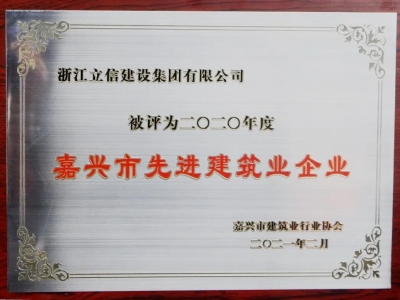 浙江立信建设集团有限公司
被评为二〇二〇年度
嘉兴市先进建筑业企业
嘉兴市建筑业行业协会
二〇二一年二月